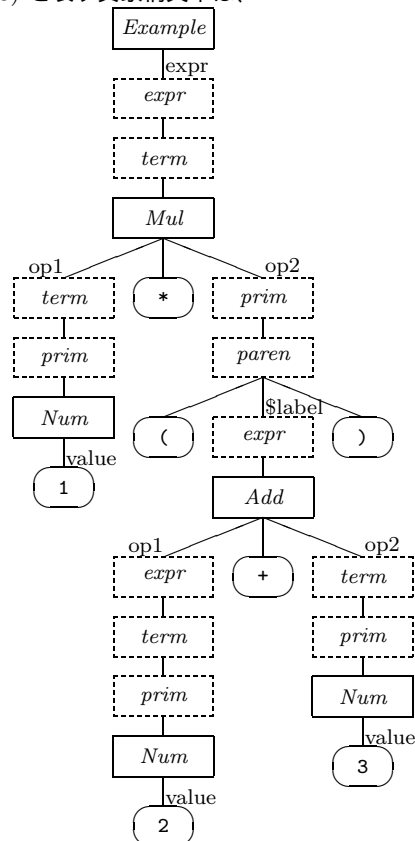 Example
expr
expr
term
Mul
op1 op2
term * prim
prim paren
$label
Num ( expr )
value
1 Add
op1 op2
expr + term
term prim
prim Num
value
Num 3
value
2